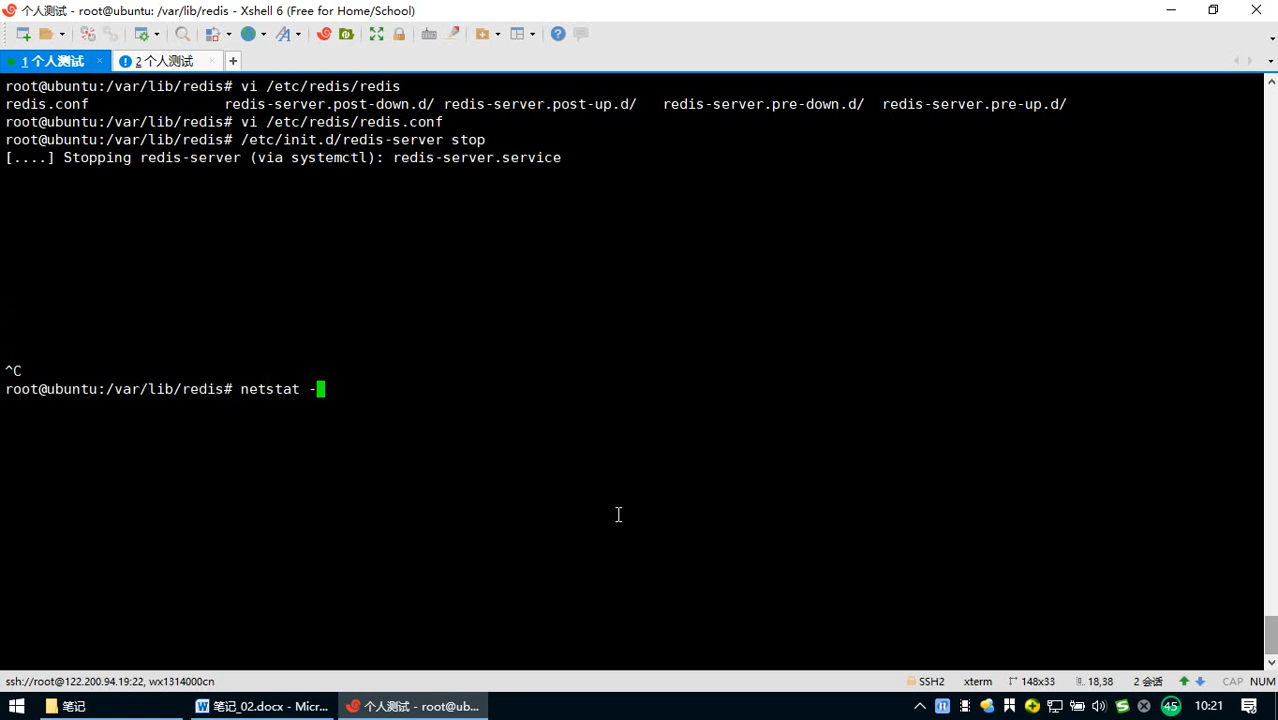 个人测试 - root@ubuntu: /var/lib/redis - Xshell 6 (Free for Home/School)
1 个人测试
2 个人测试
root@ubuntu:/var/lib/redis# vi /etc/redis/redis
redis.conf redis-server.post-down.d/ redis-server.post-up.d/ redis-server.pre-down.d/ redis-server.pre-up.d/
root@ubuntu:/var/lib/redis# vi /etc/redis/redis.conf
root@ubuntu:/var/lib/redis# /etc/init.d/redis-server stop
[....] Stopping redis-server (via systemctl): redis-server.service
^C
root@ubuntu:/var/lib/redis# netstat -
ssh://root@122.200.94.19:22, wx1314000cn
SSH2
xterm
148x33
18,38
2 会话
CAP NUM
笔记
笔记_02.docx - Micr...
个人测试 - root@ub...
45
10:21